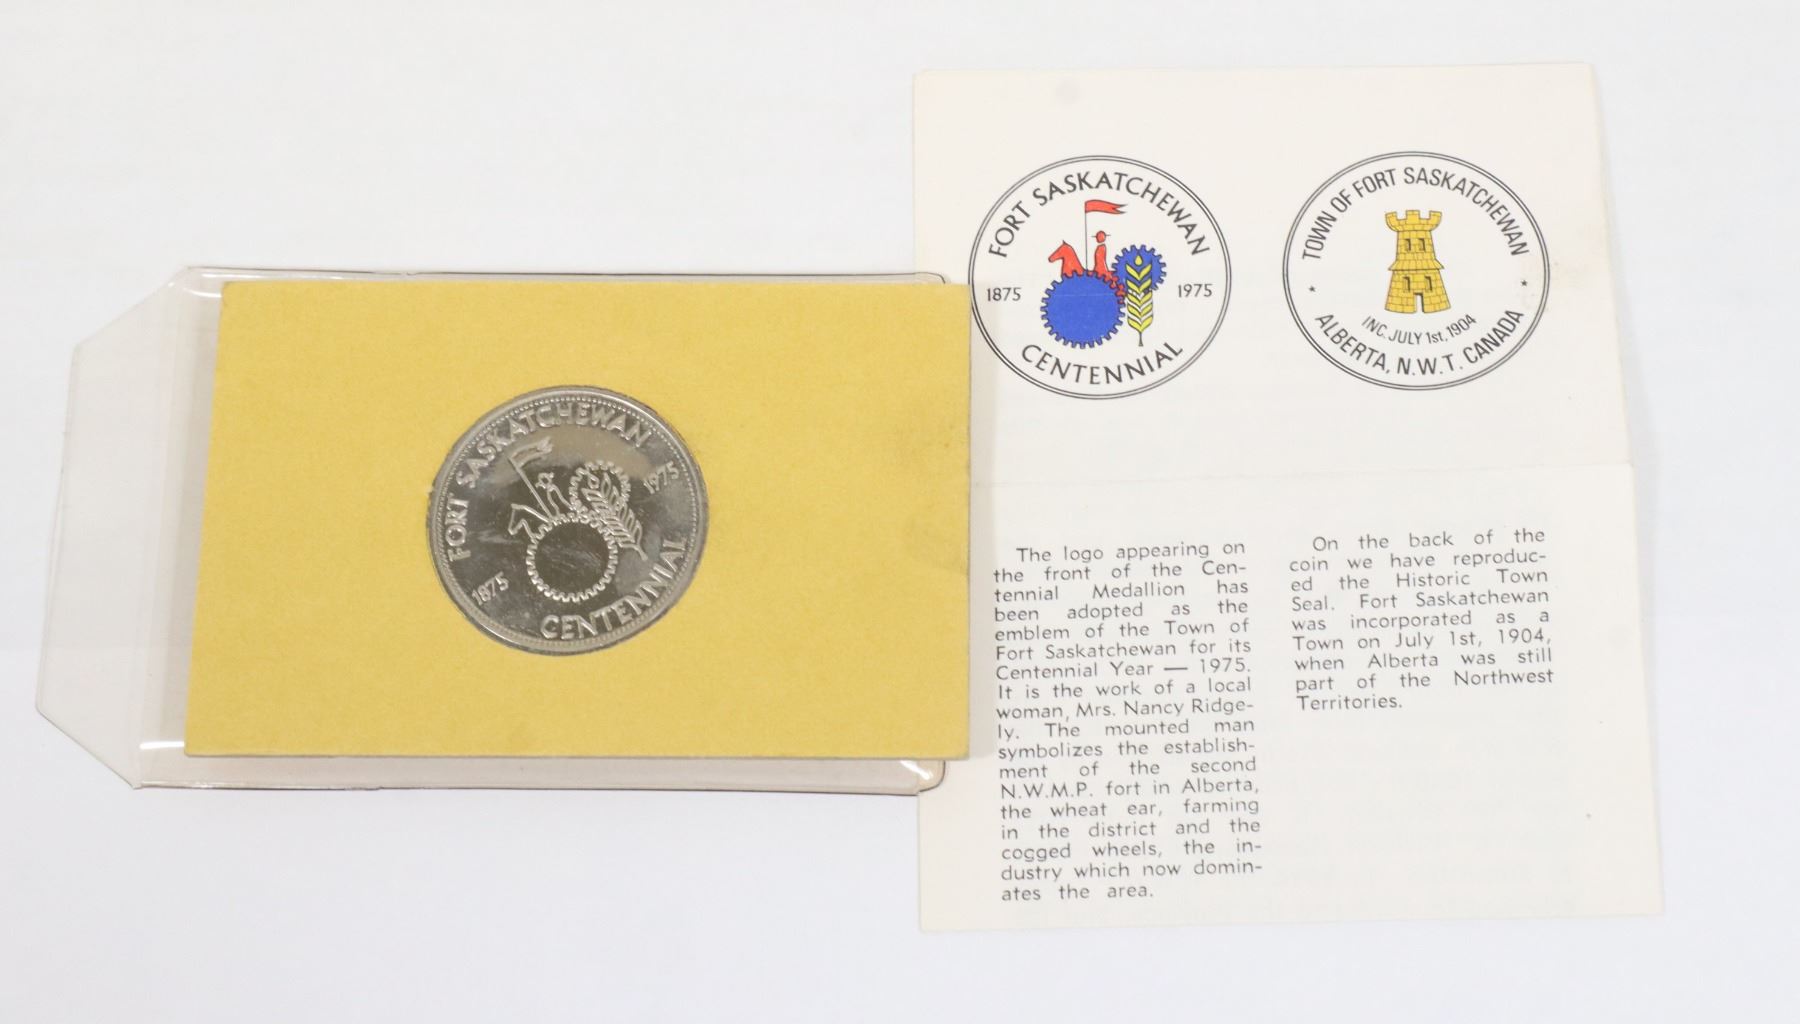 FORT SASKATCHEWAN
1875
1975
CENTENNIAL
FORT SASKATCHEWAN
1875
1975
CENTENNIAL
TOWN OF FORT SASKATCHEWAN
INC. JULY 1st, 1904
ALBERTA, N.W.T. CANADA
The logo appearing on
the front of the Cen-
tennial Medallion has
been adopted as the
emblem of the Town of
Fort Saskatchewan for its
Centennial Year — 1975.
It is the work of a local
woman, Mrs. Nancy Ridge-
ly. The mounted man
symbolizes the establish-
ment of the second
N.W.M.P. fort in Alberta,
the wheat ear, farming
in the district and the
cogged wheels, the in-
dustry which now domin-
ates the area.
On the back of the
coin we have reproduc-
ed the Historic Town
Seal. Fort Saskatchewan
was incorporated as a
Town on July 1st, 1904,
when Alberta was still
part of the Northwest
Territories.